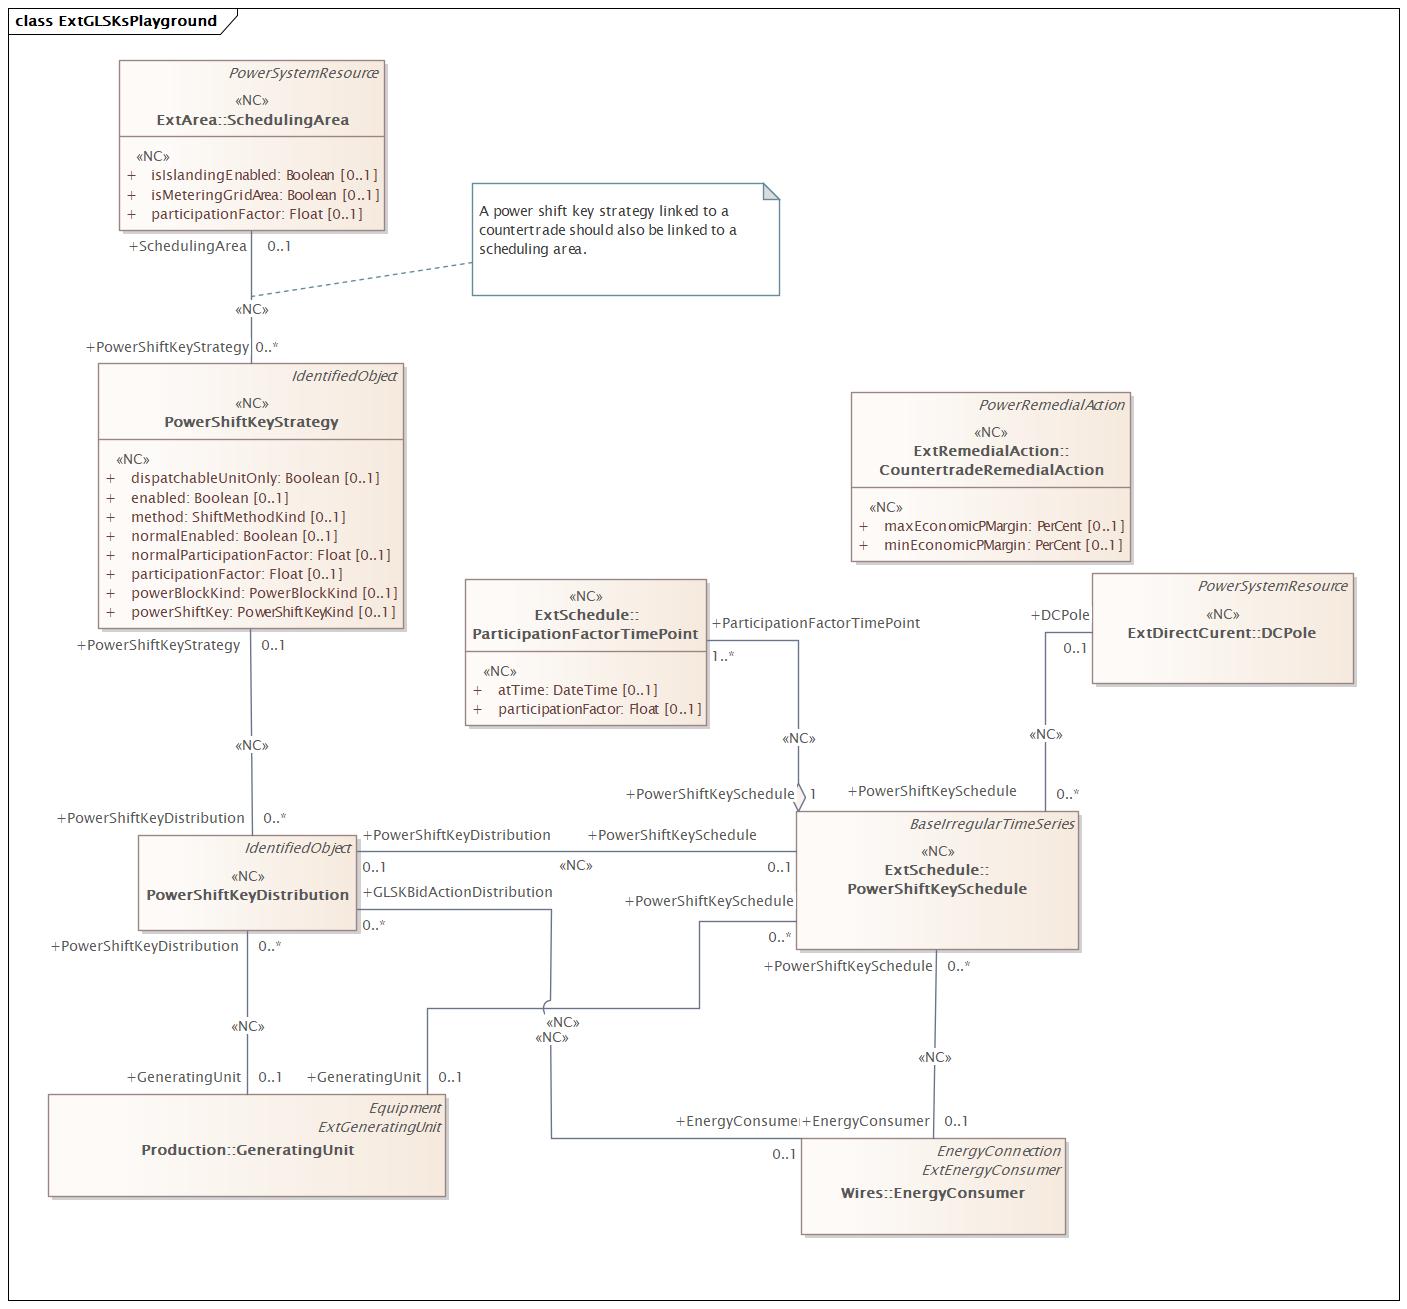 class ExtGLSKsPlayground
PowerSystemResource
«NC»
ExtArea::SchedulingArea
«NC»
+ isIslandingEnabled: Boolean [0..1]
+ isMeteringGridArea: Boolean [0..1]
+ participationFactor: Float [0..1]
+SchedulingArea 0..1
A power shift key strategy linked to a
countertrade should also be linked to a
scheduling area.
«NC»
+PowerShiftKeyStrategy 0..*
IdentifiedObject
«NC»
PowerShiftKeyStrategy
«NC»
+ dispatchableUnitOnly: Boolean [0..1]
+ enabled: Boolean [0..1]
+ method: ShiftMethodKind [0..1]
+ normalEnabled: Boolean [0..1]
+ normalParticipationFactor: Float [0..1]
+ participationFactor: Float [0..1]
+ powerBlockKind: PowerBlockKind [0..1]
+ powerShiftKey: PowerShiftKeyKind [0..1]
+PowerShiftKeyStrategy 0..1
PowerRemedialAction
«NC»
ExtRemedialAction::
CountertradeRemedialAction
«NC»
+ maxEconomicPMargin: PerCent [0..1]
+ minEconomicPMargin: PerCent [0..1]
«NC»
ExtSchedule::
ParticipationFactorTimePoint
«NC»
+ atTime: DateTime [0..1]
+ participationFactor: Float [0..1]
+ParticipationFactorTimePoint
1..*
PowerSystemResource
«NC»
ExtDirectCurent::DCPole
+DCPole
0..1
«NC»
«NC»
«NC»
+PowerShiftKeySchedule 1
+PowerShiftKeySchedule 0..*
+PowerShiftKeyDistribution 0..*
IdentifiedObject
«NC»
PowerShiftKeyDistribution
+PowerShiftKeyDistribution +PowerShiftKeySchedule
0..1 «NC» 0..1
+GLSKBidActionDistribution
0..*
+PowerShiftKeySchedule
0..*
BaseIrregularTimeSeries
«NC»
ExtSchedule::
PowerShiftKeySchedule
+PowerShiftKeyDistribution 0..*
+PowerShiftKeySchedule 0..*
«NC»
«NC»
«NC»
«NC»
+GeneratingUnit 0..1
+GeneratingUnit 0..1
Equipment
ExtGeneratingUnit
Production::GeneratingUnit
+EnergyConsumer
+EnergyConsumer 0..1
0..1
EnergyConnection
ExtEnergyConsumer
Wires::EnergyConsumer